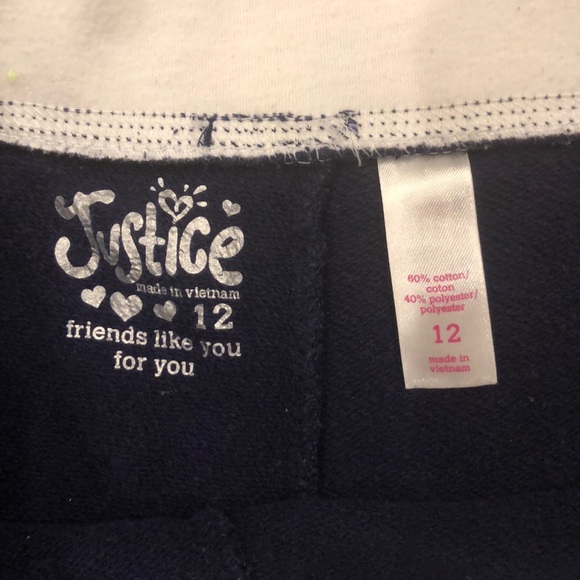 Justice
made in vietnam
12
friends like you
for you
60% cotton/
coton
40% polyester/
polyester
12
made in
vietnam